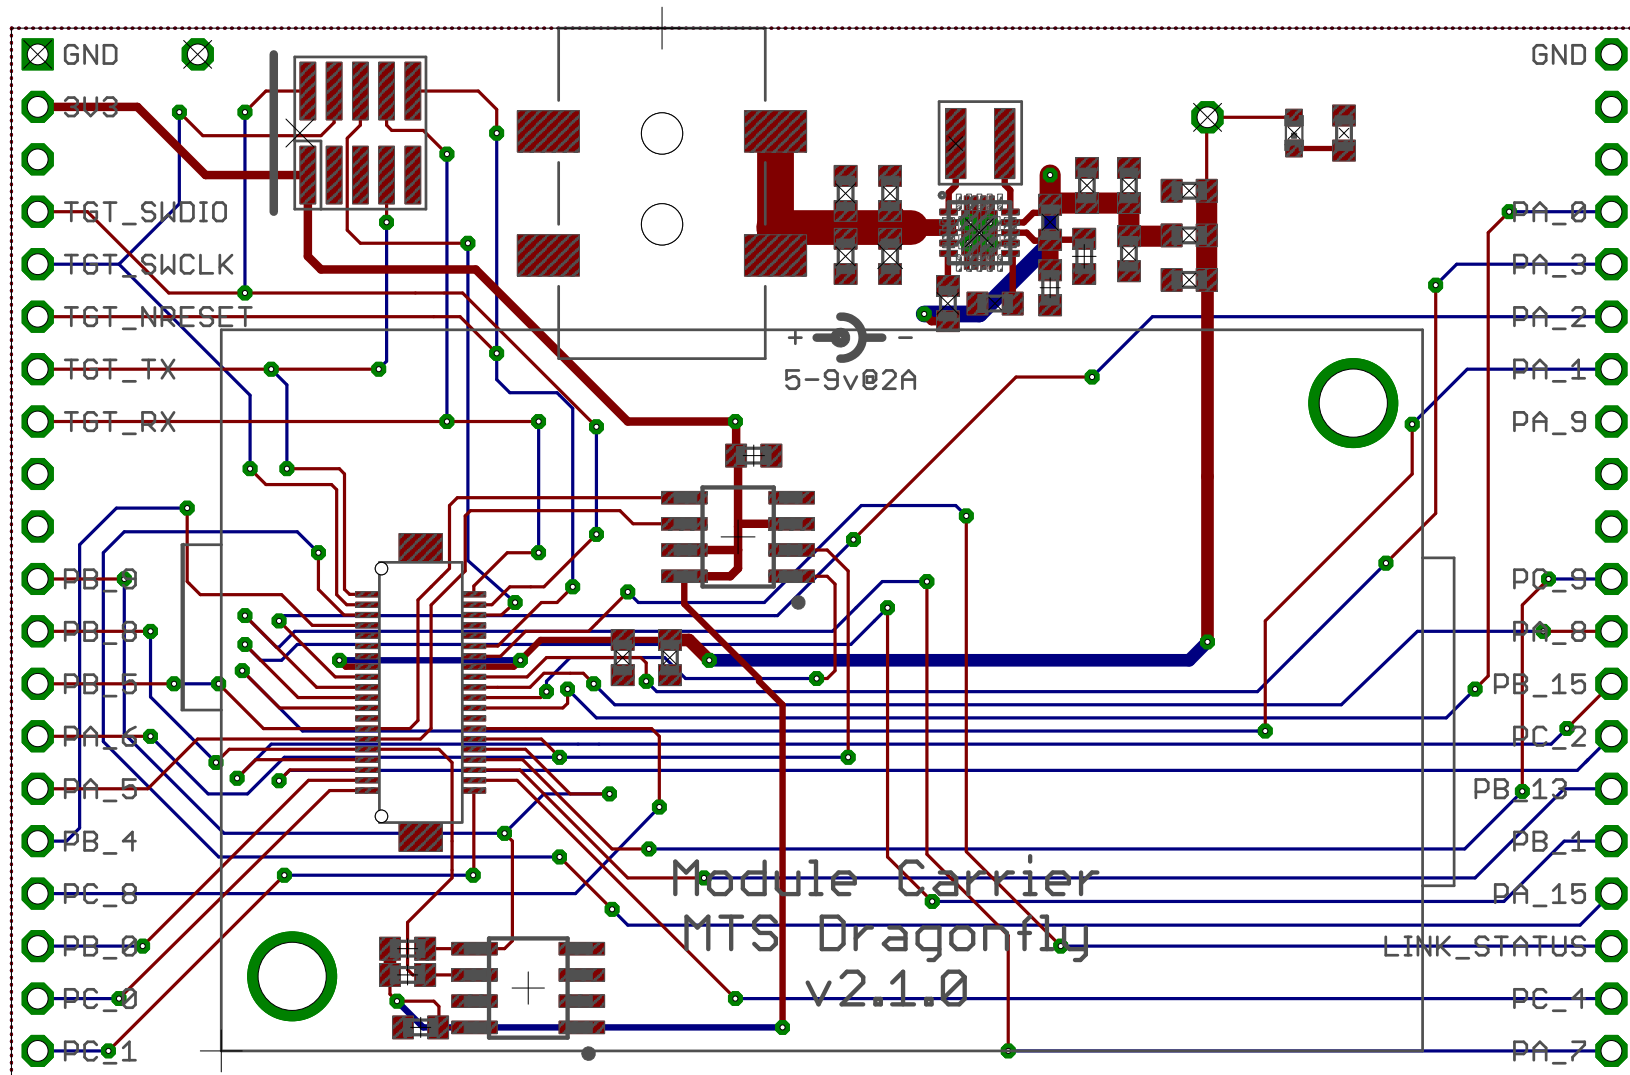 GND
3V3
TGT_SWDIO
TGT_SWCLK
TGT_NRESET
TGT_TX
TGT_RX
PB_9
PB_8
PB_5
PA_6
PA_5
PB_4
PC_8
PB_0
PC_0
PC_1
+ -
5-9v@2A
Module Carrier
MTS Dragonfly
v2.1.0
GND
PA_0
PA_3
PA_2
PA_1
PA_9
PC_9
PA_8
PB_15
PC_2
PB_13
PB_1
PA_15
LINK_STATUS
PC_4
PA_7